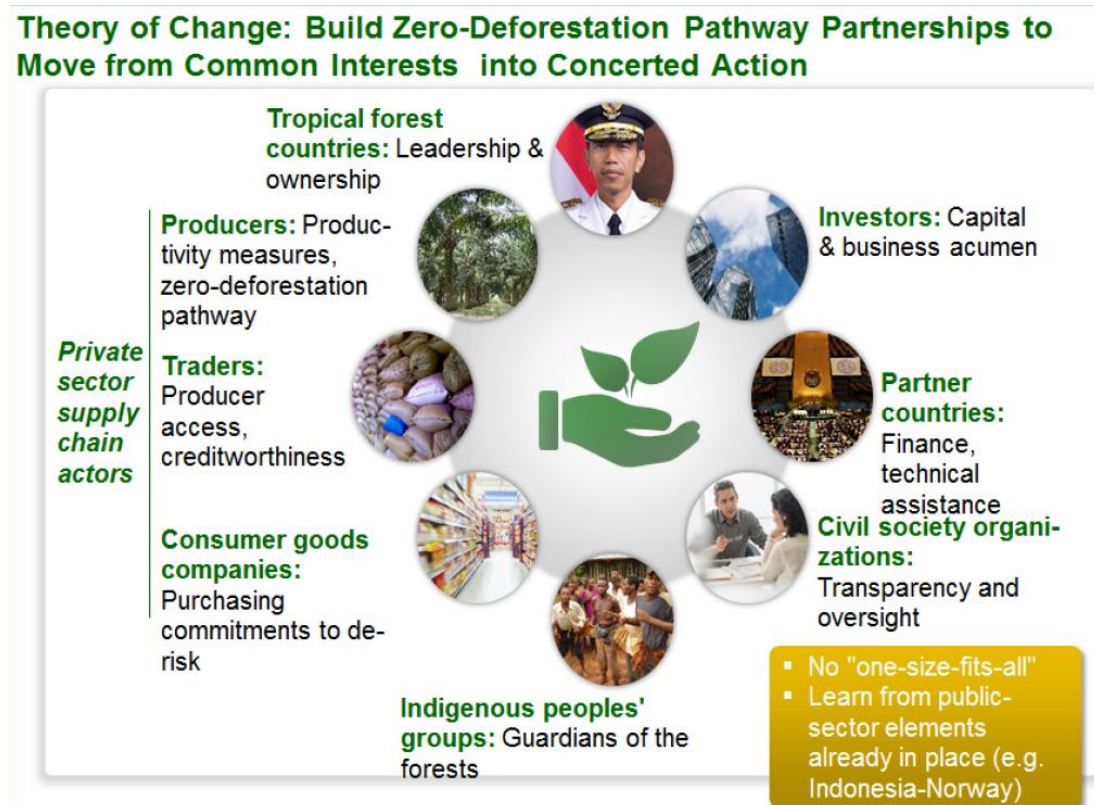 Theory of Change: Build Zero-Deforestation Pathway Partnerships to
Move from Common Interests into Concerted Action
Tropical forest
countries: Leadership &
ownership
Investors: Capital
& business acumen
Producers: Produc-
tivity measures,
zero-deforestation
pathway
Private
sector
supply
chain
actors
Traders:
Producer
access,
creditworthiness
Partner
countries:
Finance,
technical
assistance
Consumer goods
companies:
Purchasing
commitments to de-
risk
Civil society organi-
zations:
Transparency and
oversight
Indigenous peoples'
groups: Guardians of the
forests
▪ No "one-size-fits-all"
▪ Learn from public-
sector elements
already in place (e.g.
Indonesia-Norway)